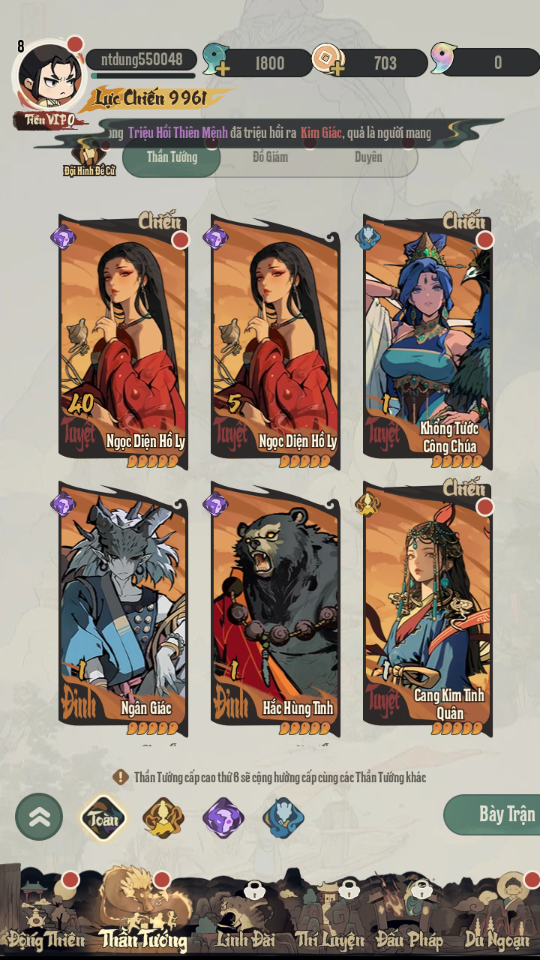 8
ntdung550048
1800
703
0
Lực Chiến 9961
Tiên VIP 0
ong Triệu Hồi Thiên Mệnh đã triệu hồi ra Kim Giác, quả là người mang
Đội Hình Đề Cử
Thần Tướng
Đồ Giám
Duyên
Chiến
40
Tuyệt
Ngọc Diện Hồ Ly
5
Tuyệt
Ngọc Diện Hồ Ly
Chiến
1
Tuyệt
Khổng Tước
Công Chúa
1
Đỉnh
Ngân Giác
1
Đỉnh
Hắc Hùng Tinh
Chiến
1
Tuyệt
Cang Kim Tinh
Quân
Thần Tướng cấp cao thứ 6 sẽ cộng hưởng cấp cùng các Thần Tướng khác
Toàn
Bày Trận
Động Thiên
Thần Tướng
Linh Đài
Thí Luyện
Đấu Pháp
Du Ngoạn